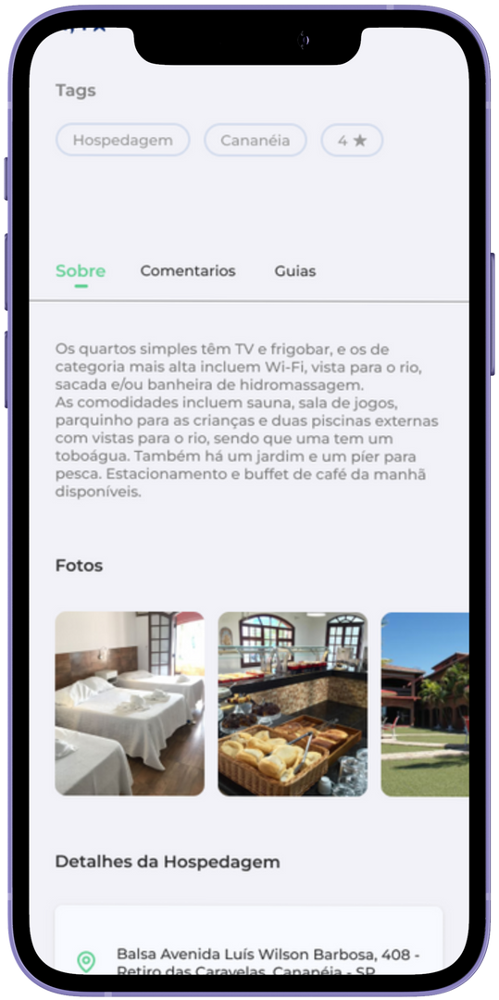 Tags
Hospedagem
Cananéia
4 ★
Sobre
Comentarios
Guias
Os quartos simples têm TV e frigobar, e os de
categoria mais alta incluem Wi-Fi, vista para o rio,
sacada e/ou banheira de hidromassagem.
As comodidades incluem sauna, sala de jogos,
parquinho para as crianças e duas piscinas externas
com vistas para o rio, sendo que uma tem um
toboágua. Também há um jardim e um píer para
pesca. Estacionamento e buffet de café da manhã
disponíveis.
Fotos
Detalhes da Hospedagem
Balsa Avenida Luís Wilson Barbosa, 408 -
Retiro das Caravelas, Cananéia - SP